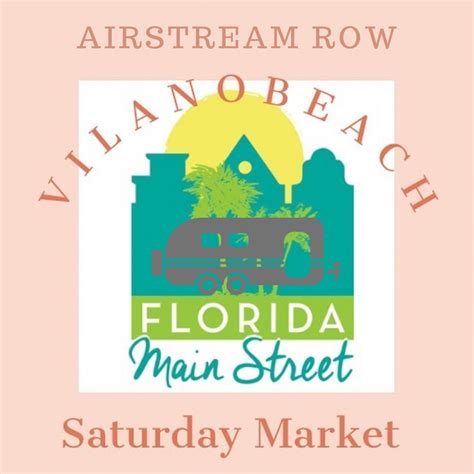 AIRSTREAM ROW
VILANOBEACH
FLORIDA
Main Street
Saturday Market